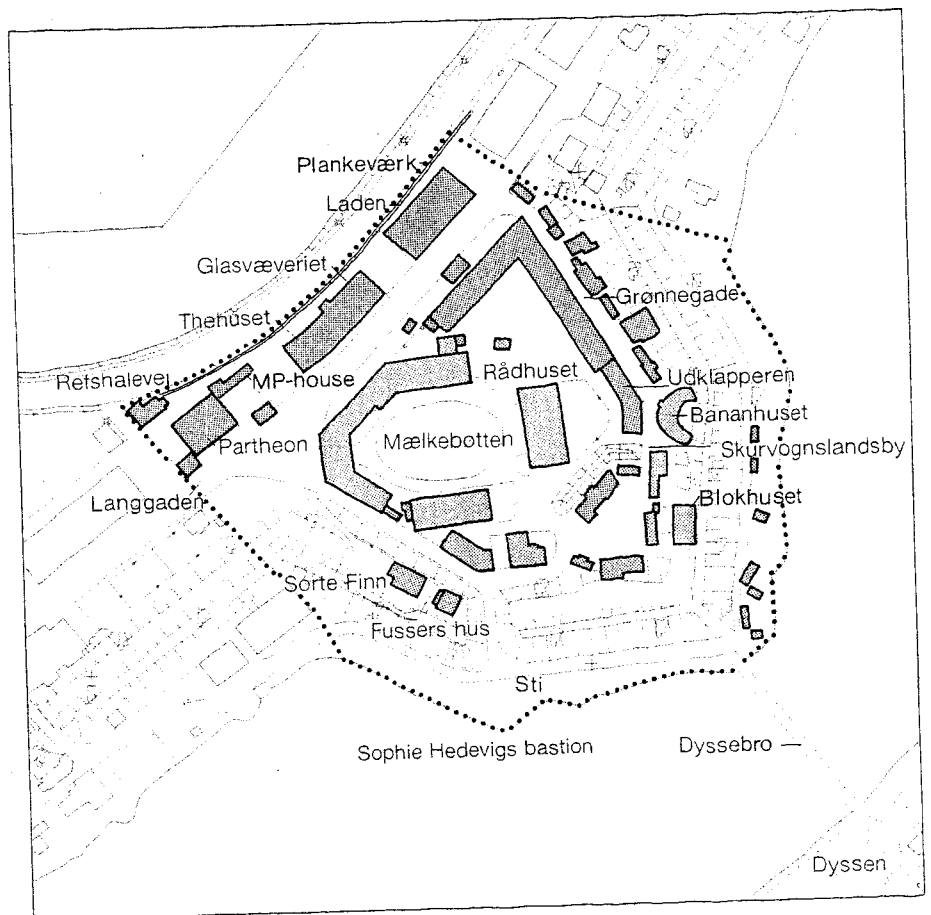 Plankeværk
Laden
Glasvæveriet
Thehuset
Grønnegade
Refshalevej
MP-house
Rådhuset
Udklapperen
Bananhuset
Partheon
Mælkebøtten
Skurvognslandsby
Langgaden
Blokhuset
Sorte Finn
Fussers hus
Sti
Sophie Hedevigs bastion
Dyssebro
Dyssen